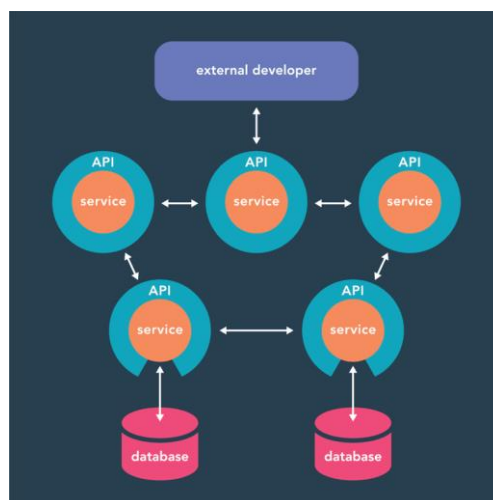 external developer
API
API
API
service
service
service
API
API
service
service
database
database